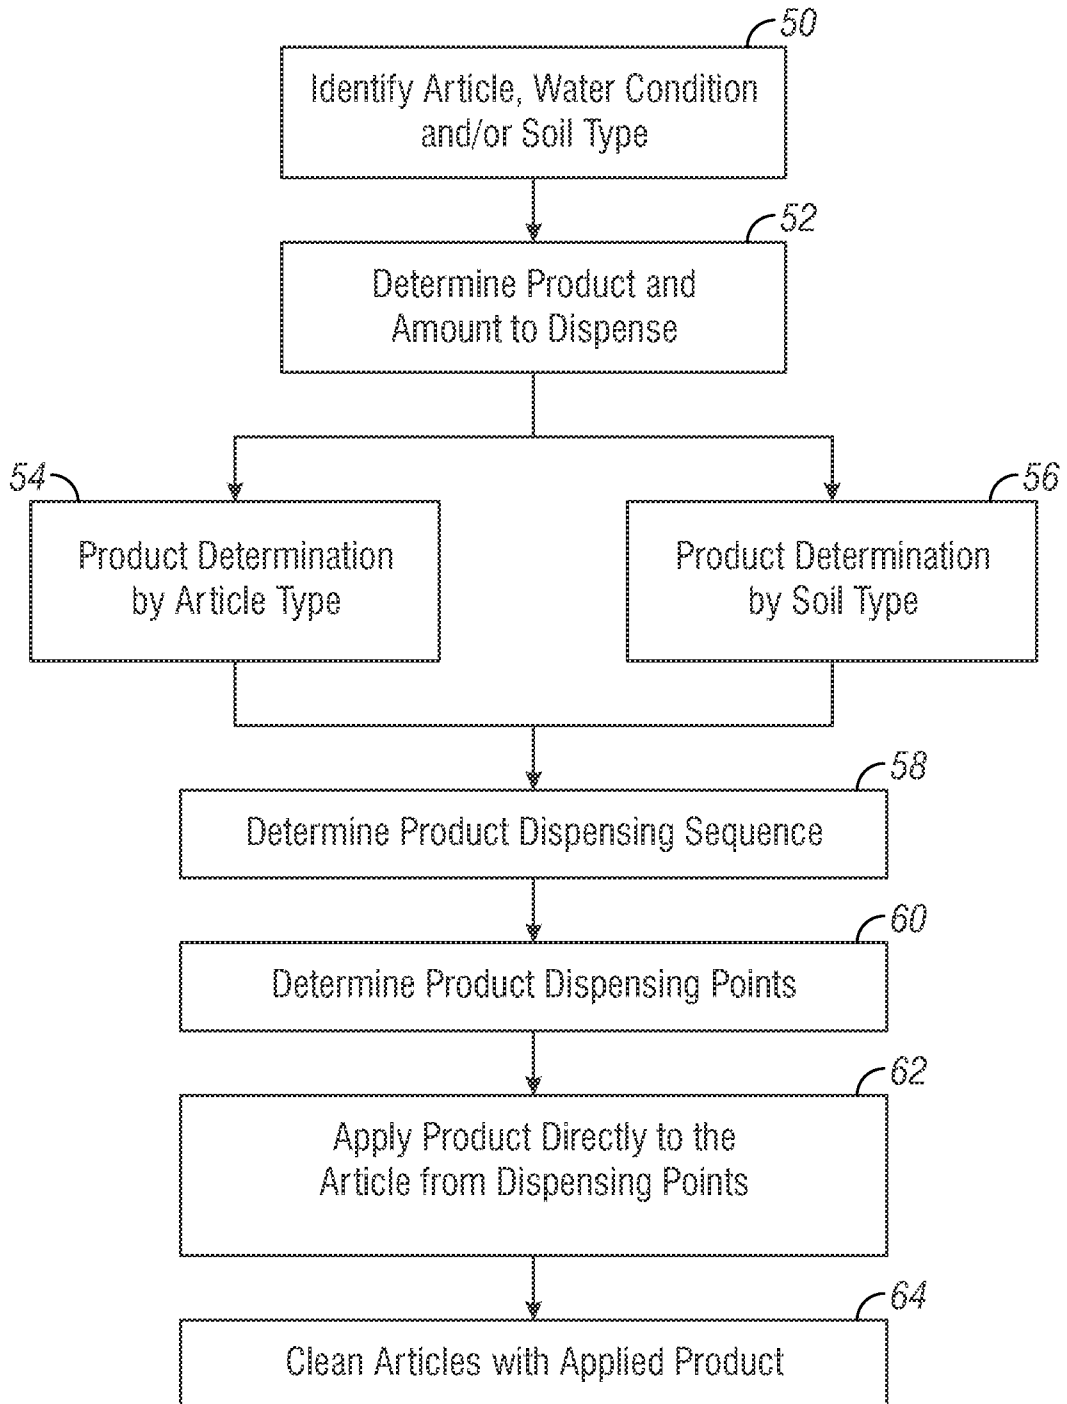 50
Identify Article, Water Condition
and/or Soil Type
52
Determine Product and
Amount to Dispense
54
Product Determination
by Article Type
56
Product Determination
by Soil Type
58
Determine Product Dispensing Sequence
60
Determine Product Dispensing Points
62
Apply Product Directly to the
Article from Dispensing Points
64
Clean Articles with Applied Product